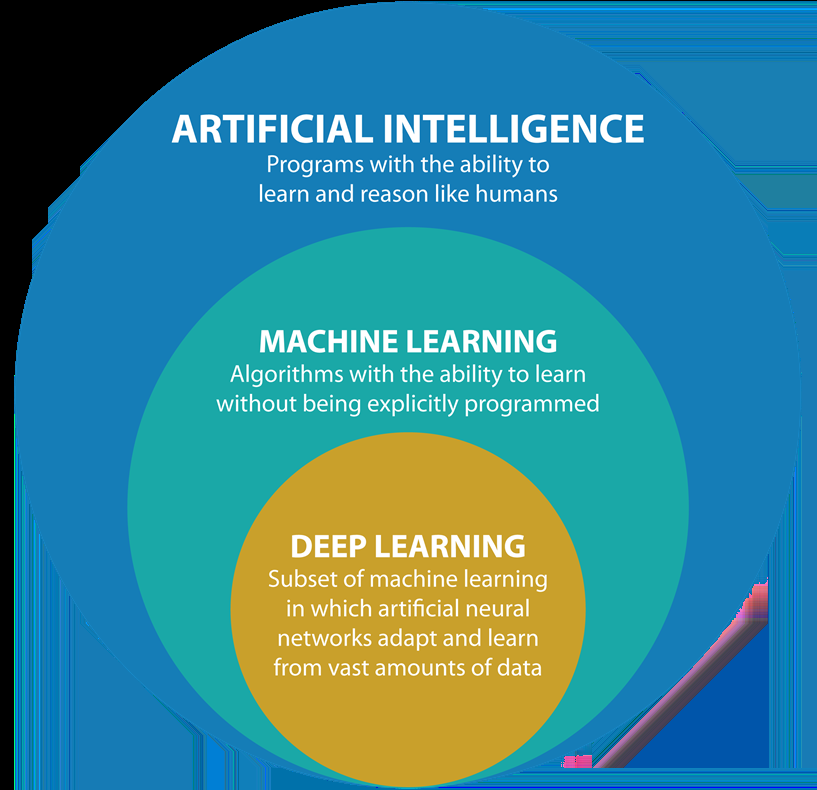 ARTIFICIAL INTELLIGENCE
Programs with the ability to
learn and reason like humans
MACHINE LEARNING
Algorithms with the ability to learn
without being explicitly programmed
DEEP LEARNING
Subset of machine learning
in which artificial neural
networks adapt and learn
from vast amounts of data